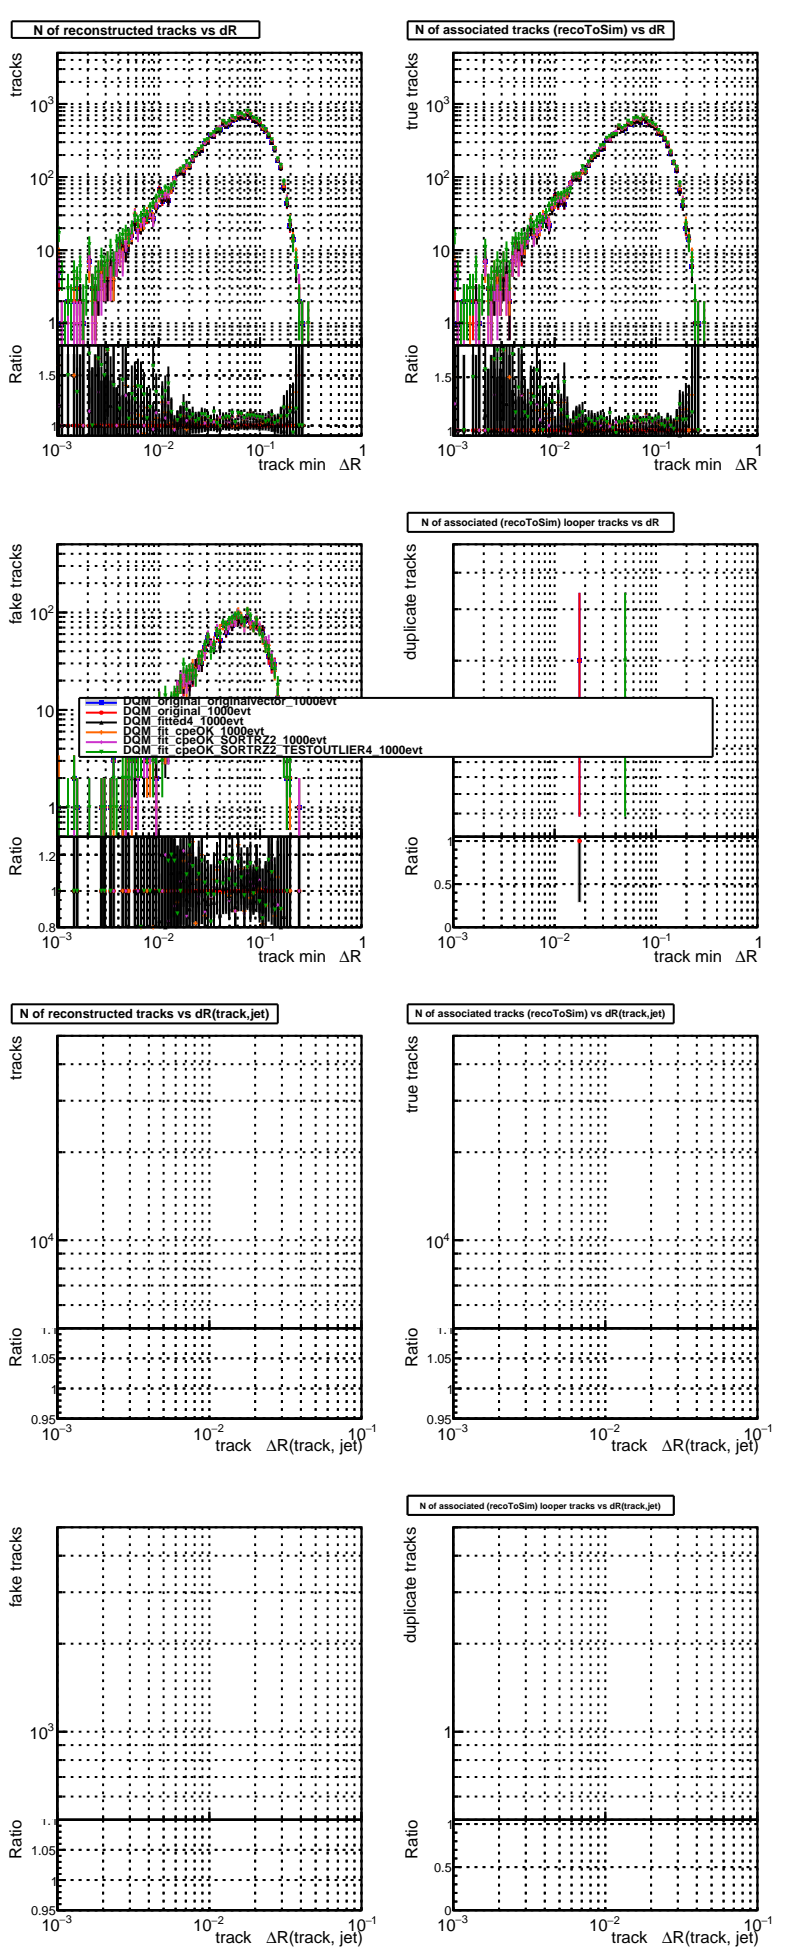 N of reconstructed tracks vs dR
tracks
10³
10²
10
1
Ratio
1.5
1
10⁻³ 10⁻² 10⁻¹ 1
track min ΔR
N of associated tracks (recoToSim) vs dR
true tracks
10³
10²
10
1
Ratio
1.5
1
10⁻³ 10⁻² 10⁻¹ 1
track min ΔR
fake tracks
10²
10
1
Ratio
1.2
1
0.8
10⁻³ 10⁻² 10⁻¹ 1
track min ΔR
N of associated (recoToSim) looper tracks vs dR
duplicate tracks
Ratio
1
0.5
0
10⁻³ 10⁻² 10⁻¹ 1
track min ΔR
DQM_original_originalvector_1000evt
DQM_original_1000evt
DQM_fitted4_1000evt
DQM_fit_cpeOK_1000evt
DQM_fit_cpeOK_SORTRZ2_1000evt
DQM_fit_cpeOK_SORTRZ2_TESTOUTLIER4_1000evt
N of reconstructed tracks vs dR(track,jet)
tracks
10⁴
Ratio
1.1
1.05
1
0.95
10⁻³ 10⁻² 10⁻¹
track ΔR(track, jet)
N of associated tracks (recoToSim) vs dR(track,jet)
true tracks
10⁴
Ratio
1.1
1.05
1
0.95
10⁻³ 10⁻² 10⁻¹
track ΔR(track, jet)
fake tracks
10³
Ratio
1.1
1.05
1
0.95
10⁻³ 10⁻² 10⁻¹
track ΔR(track, jet)
N of associated (recoToSim) looper tracks vs dR(track,jet)
duplicate tracks
1
Ratio
1
0.5
0
10⁻³ 10⁻² 10⁻¹
track ΔR(track, jet)